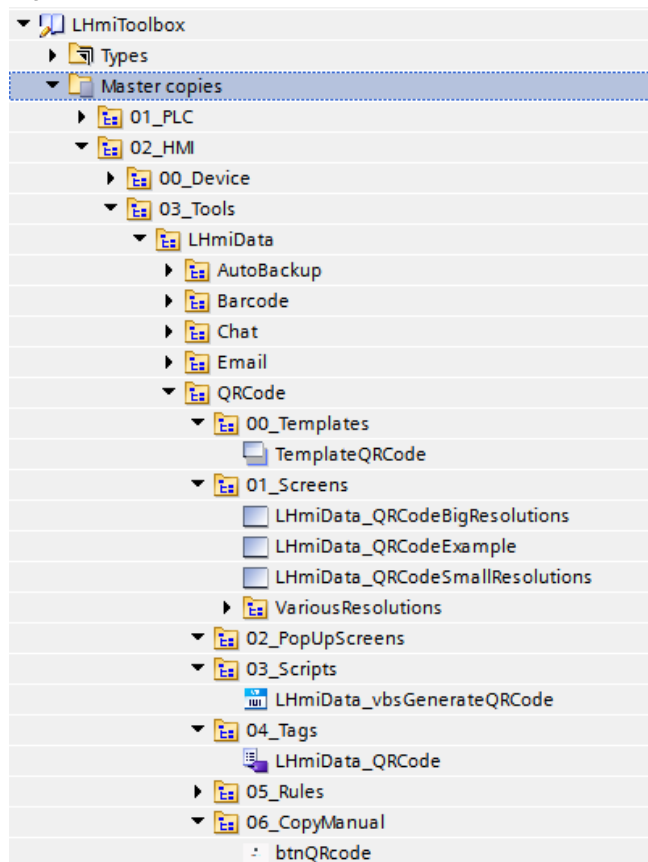 LHmiToolbox
Types
Master copies
01_PLC
02_HMI
00_Device
03_Tools
LHmiData
AutoBackup
Barcode
Chat
Email
QRCode
00_Templates
TemplateQRCode
01_Screens
LHmiData_QRCodeBigResolutions
LHmiData_QRCodeExample
LHmiData_QRCodeSmallResolutions
VariousResolutions
02_PopUpScreens
03_Scripts
LHmiData_vbsGenerateQRCode
04_Tags
LHmiData_QRCode
05_Rules
06_CopyManual
btnQRcode